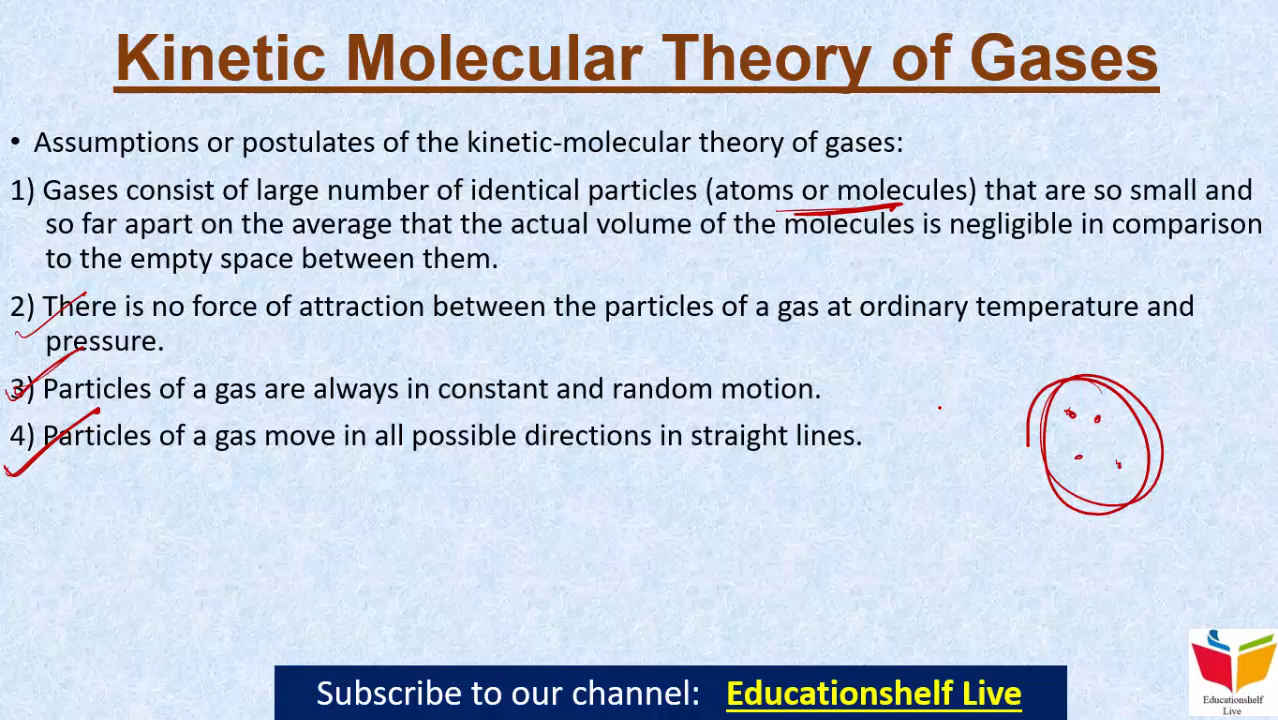 Kinetic Molecular Theory of Gases
• Assumptions or postulates of the kinetic-molecular theory of gases:
1) Gases consist of large number of identical particles (atoms or molecules) that are so small and
so far apart on the average that the actual volume of the molecules is negligible in comparison
to the empty space between them.
2) There is no force of attraction between the particles of a gas at ordinary temperature and
pressure.
3) Particles of a gas are always in constant and random motion.
4) Particles of a gas move in all possible directions in straight lines.
Subscribe to our channel: Educationshelf Live
Educationshelf
Live